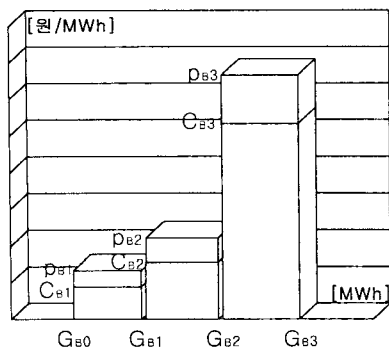 [원/MWh]
pB3
CB3
pB2
CB2
pB1
CB1
[MWh]
GB0 GB1 GB2 GB3